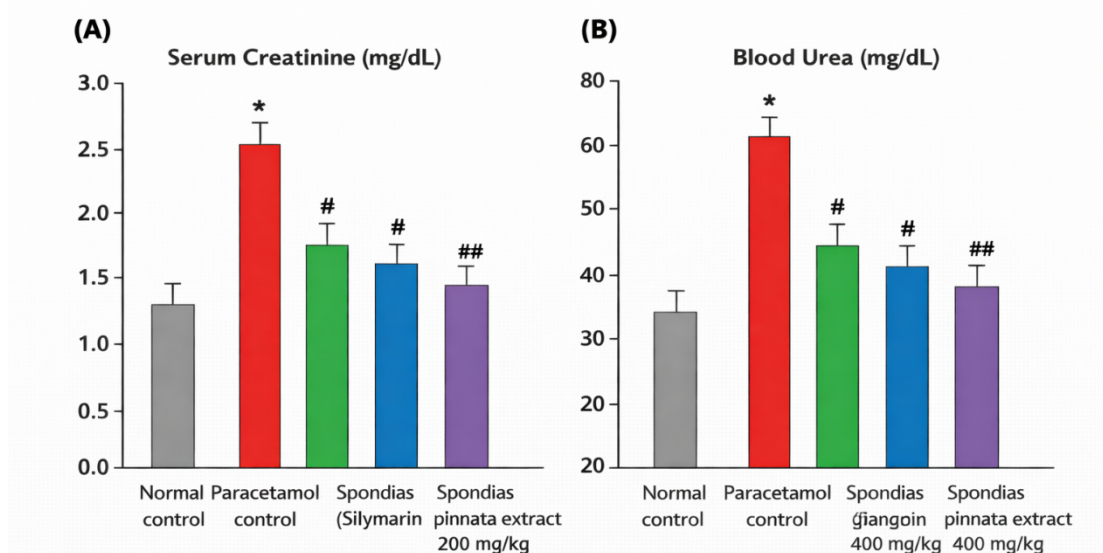 (A)
Serum Creatinine (mg/dL)
3.0
2.5
2.0
1.5
1.0
0.5
0.0
*
#
#
##
Normal control
Paracetamol control
Spondias (Silymarin
Spondias pinnata extract 200 mg/kg
(B)
Blood Urea (mg/dL)
80
60
50
40
30
20
20
*
#
#
##
Normal control
Paracetamol control
Spondias
400 mg/kg
Spondias pinnata extract 400 mg/kg